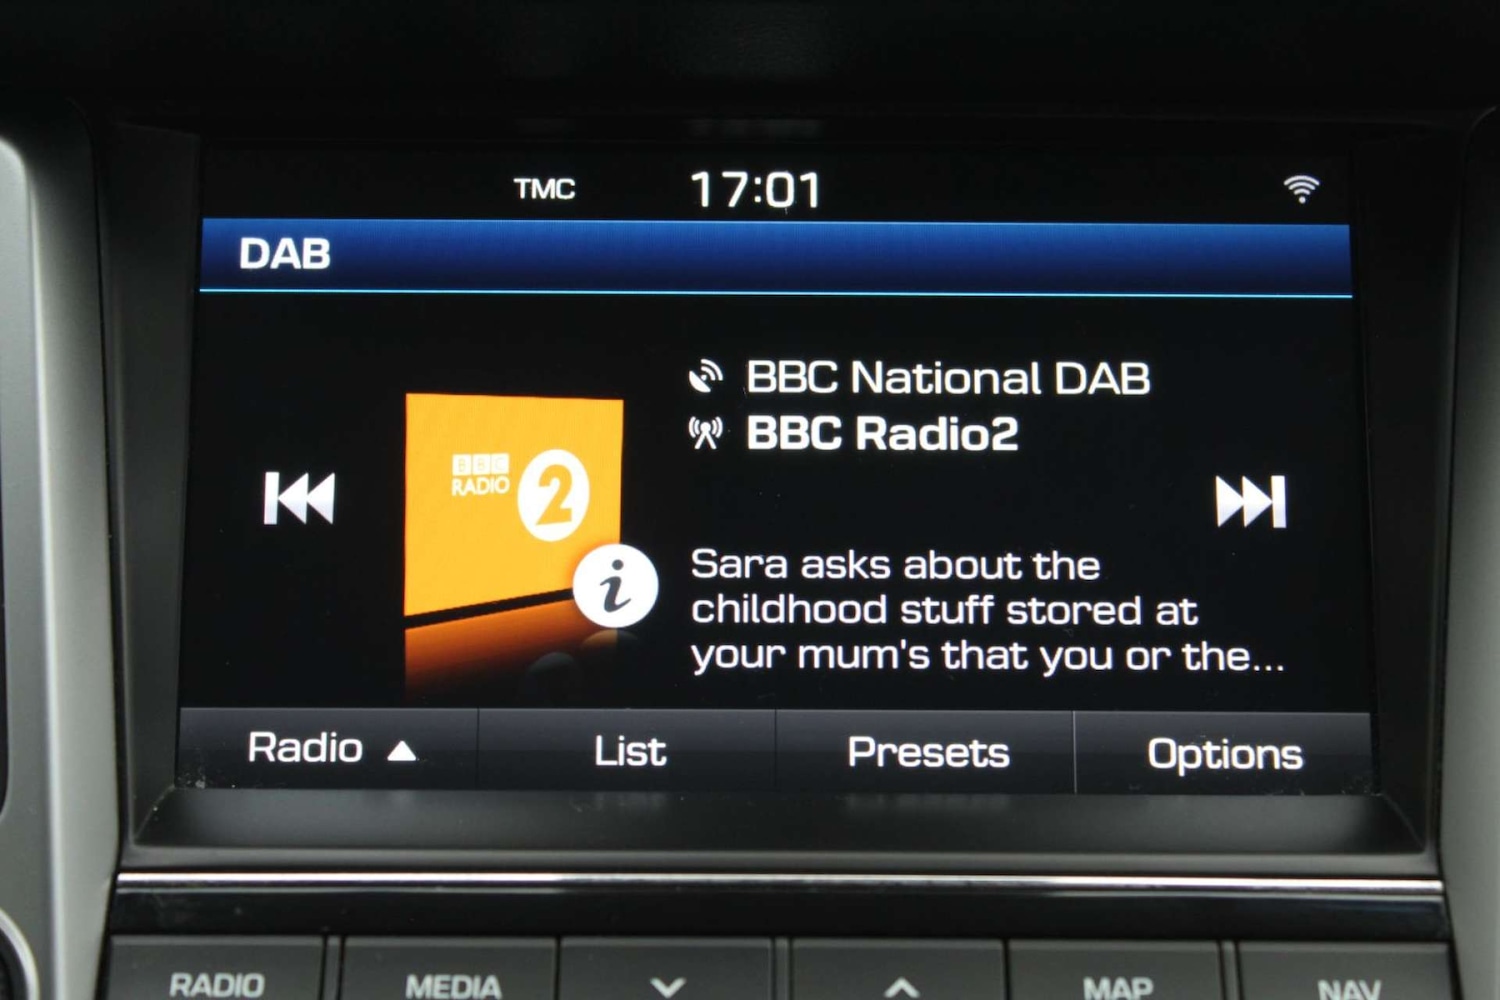 TMC 17:01
DAB
BBC National DAB
BBC Radio2
BBC
RADIO 2
i
Sara asks about the
childhood stuff stored at
your mum's that you or the...
Radio List Presets Options
RADIO MEDIA MAP NAV